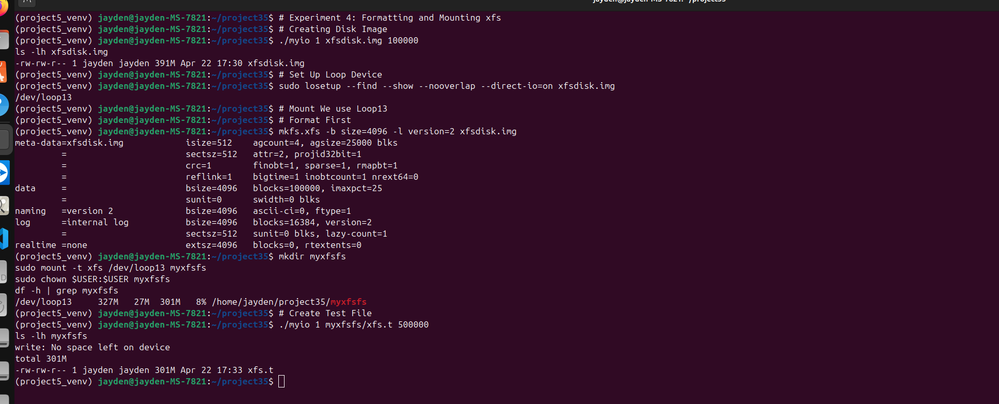 jayden@jayden-MS-7821: ~/project35
(project5_venv) jayden@jayden-MS-7821:~/project35$ # Experiment 4: Formatting and Mounting xfs
(project5_venv) jayden@jayden-MS-7821:~/project35$ # Creating Disk Image
(project5_venv) jayden@jayden-MS-7821:~/project35$ ./myio 1 xfsdisk.img 100000
ls -lh xfsdisk.img
-rw-rw-r-- 1 jayden jayden 391M Apr 22 17:30 xfsdisk.img
(project5_venv) jayden@jayden-MS-7821:~/project35$ # Set Up Loop Device
(project5_venv) jayden@jayden-MS-7821:~/project35$ sudo losetup --find --show --nooverlap --direct-io=on xfsdisk.img
/dev/loop13
(project5_venv) jayden@jayden-MS-7821:~/project35$ # Mount We use Loop13
(project5_venv) jayden@jayden-MS-7821:~/project35$ # Format First
(project5_venv) jayden@jayden-MS-7821:~/project35$ mkfs.xfs -b size=4096 -l version=2 xfsdisk.img
meta-data=xfsdisk.img            isize=512    agcount=4, agsize=25000 blks
         =                       sectsz=512   attr=2, projid32bit=1
         =                       crc=1        finobt=1, sparse=1, rmapbt=1
         =                       reflink=1    bigtime=1 inobtcount=1 nrext64=0
data     =                       bsize=4096   blocks=100000, imaxpct=25
         =                       sunit=0      swidth=0 blks
naming   =version 2              bsize=4096   ascii-ci=0, ftype=1
log      =internal log           bsize=4096   blocks=16384, version=2
         =                       sectsz=512   sunit=0 blks, lazy-count=1
realtime =none                   extsz=4096   blocks=0, rtextents=0
(project5_venv) jayden@jayden-MS-7821:~/project35$ mkdir myxfsfs
sudo mount -t xfs /dev/loop13 myxfsfs
sudo chown $USER:$USER myxfsfs
df -h | grep myxfsfs
/dev/loop13     327M   27M  301M   8% /home/jayden/project35/myxfsfs
(project5_venv) jayden@jayden-MS-7821:~/project35$ # Create Test File
(project5_venv) jayden@jayden-MS-7821:~/project35$ ./myio 1 myxfsfs/xfs.t 500000
ls -lh myxfsfs
write: No space left on device
total 301M
-rw-rw-r-- 1 jayden jayden 301M Apr 22 17:33 xfs.t
(project5_venv) jayden@jayden-MS-7821:~/project35$